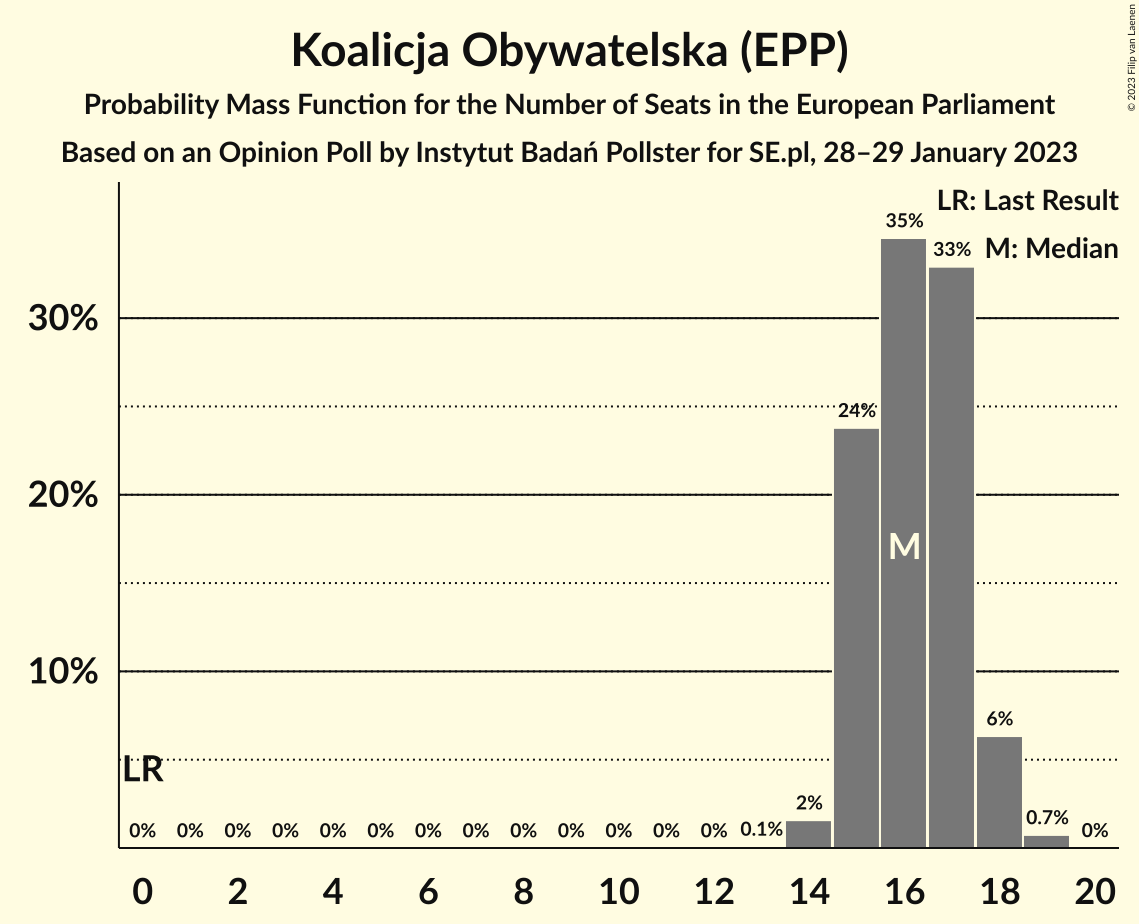 Koalicja Obywatelska (EPP)
Probability Mass Function for the Number of Seats in the European Parliament
Based on an Opinion Poll by Instytut Badań Pollster for SE.pl, 28–29 January 2023
© 2023 Filip van Laenen
LR: Last Result
M: Median
35%
33%
30%
24%
20%
M
10%
6%
LR
2%
0% 0% 0% 0% 0% 0% 0% 0% 0% 0% 0% 0% 0% 0.1% 0.7% 0%
0 2 4 6 8 10 12 14 16 18 20